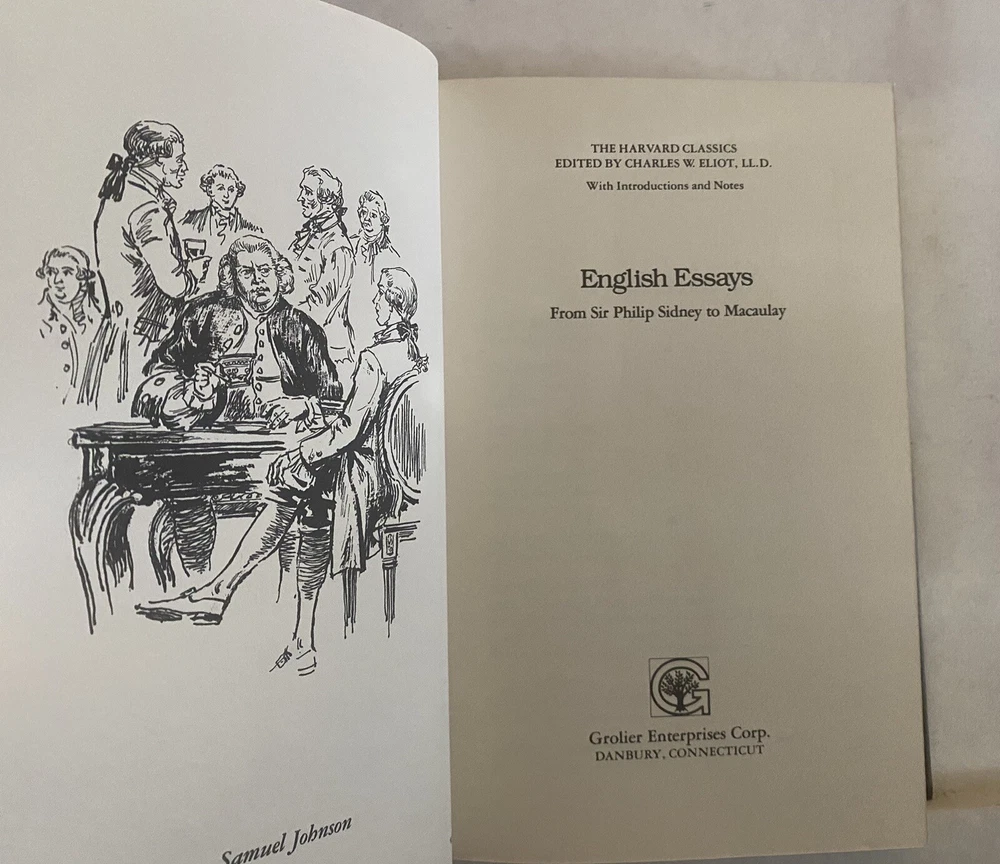 Samuel Johnson
THE HARVARD CLASSICS
EDITED BY CHARLES W. ELIOT, LL.D.
With Introductions and Notes
English Essays
From Sir Philip Sidney to Macaulay
G
Grolier Enterprises Corp.
DANBURY, CONNECTICUT